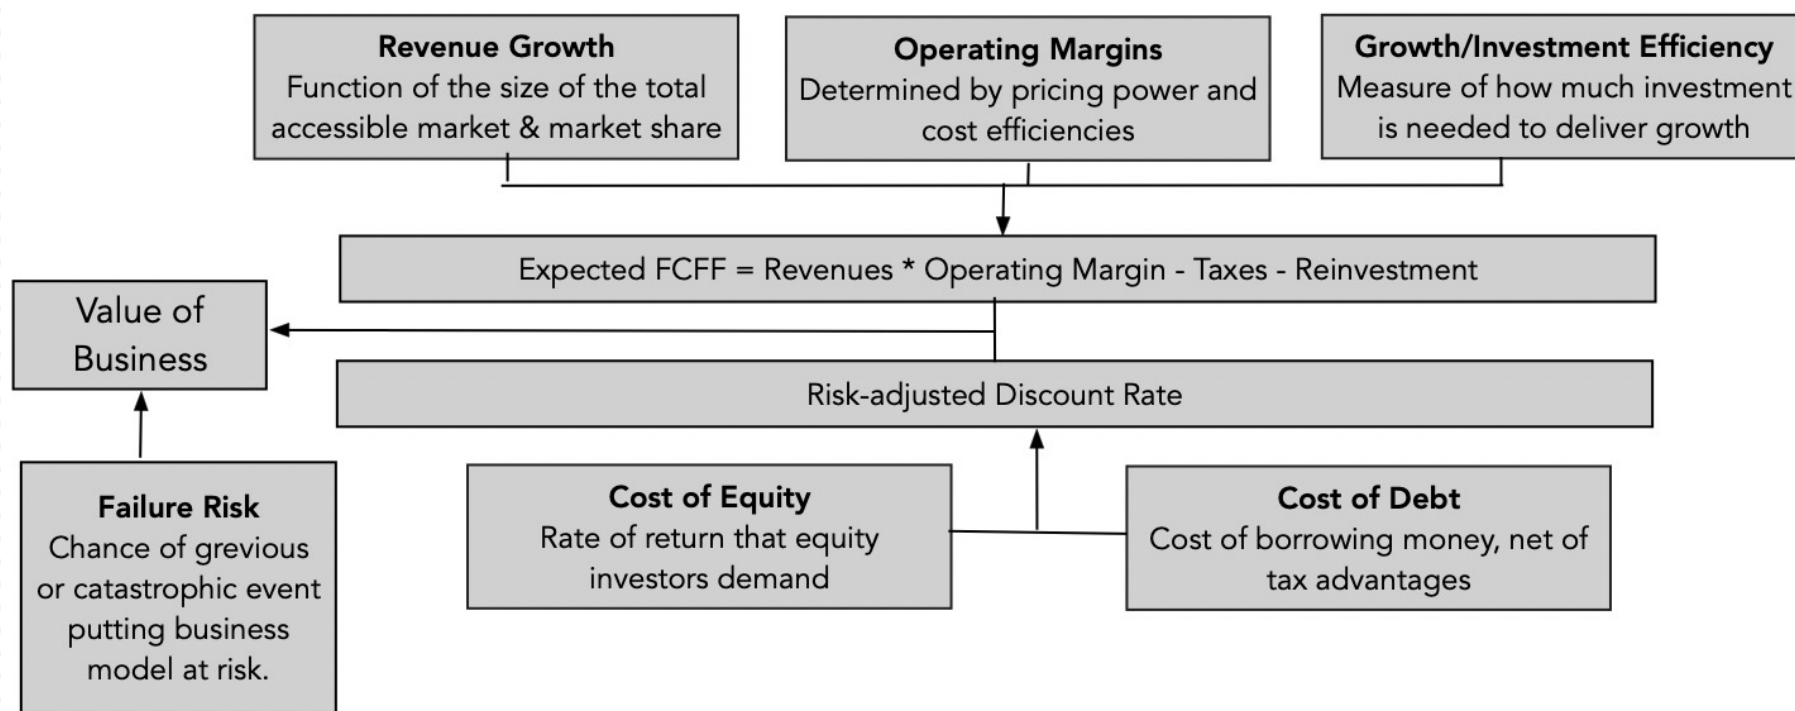 Revenue Growth
Function of the size of the total
accessible market & market share
Operating Margins
Determined by pricing power and
cost efficiencies
Growth/Investment Efficiency
Measure of how much investment
is needed to deliver growth
Expected FCFF = Revenues * Operating Margin - Taxes - Reinvestment
Value of
Business
Risk-adjusted Discount Rate
Failure Risk
Chance of grevious
or catastrophic event
putting business
model at risk.
Cost of Equity
Rate of return that equity
investors demand
Cost of Debt
Cost of borrowing money, net of
tax advantages